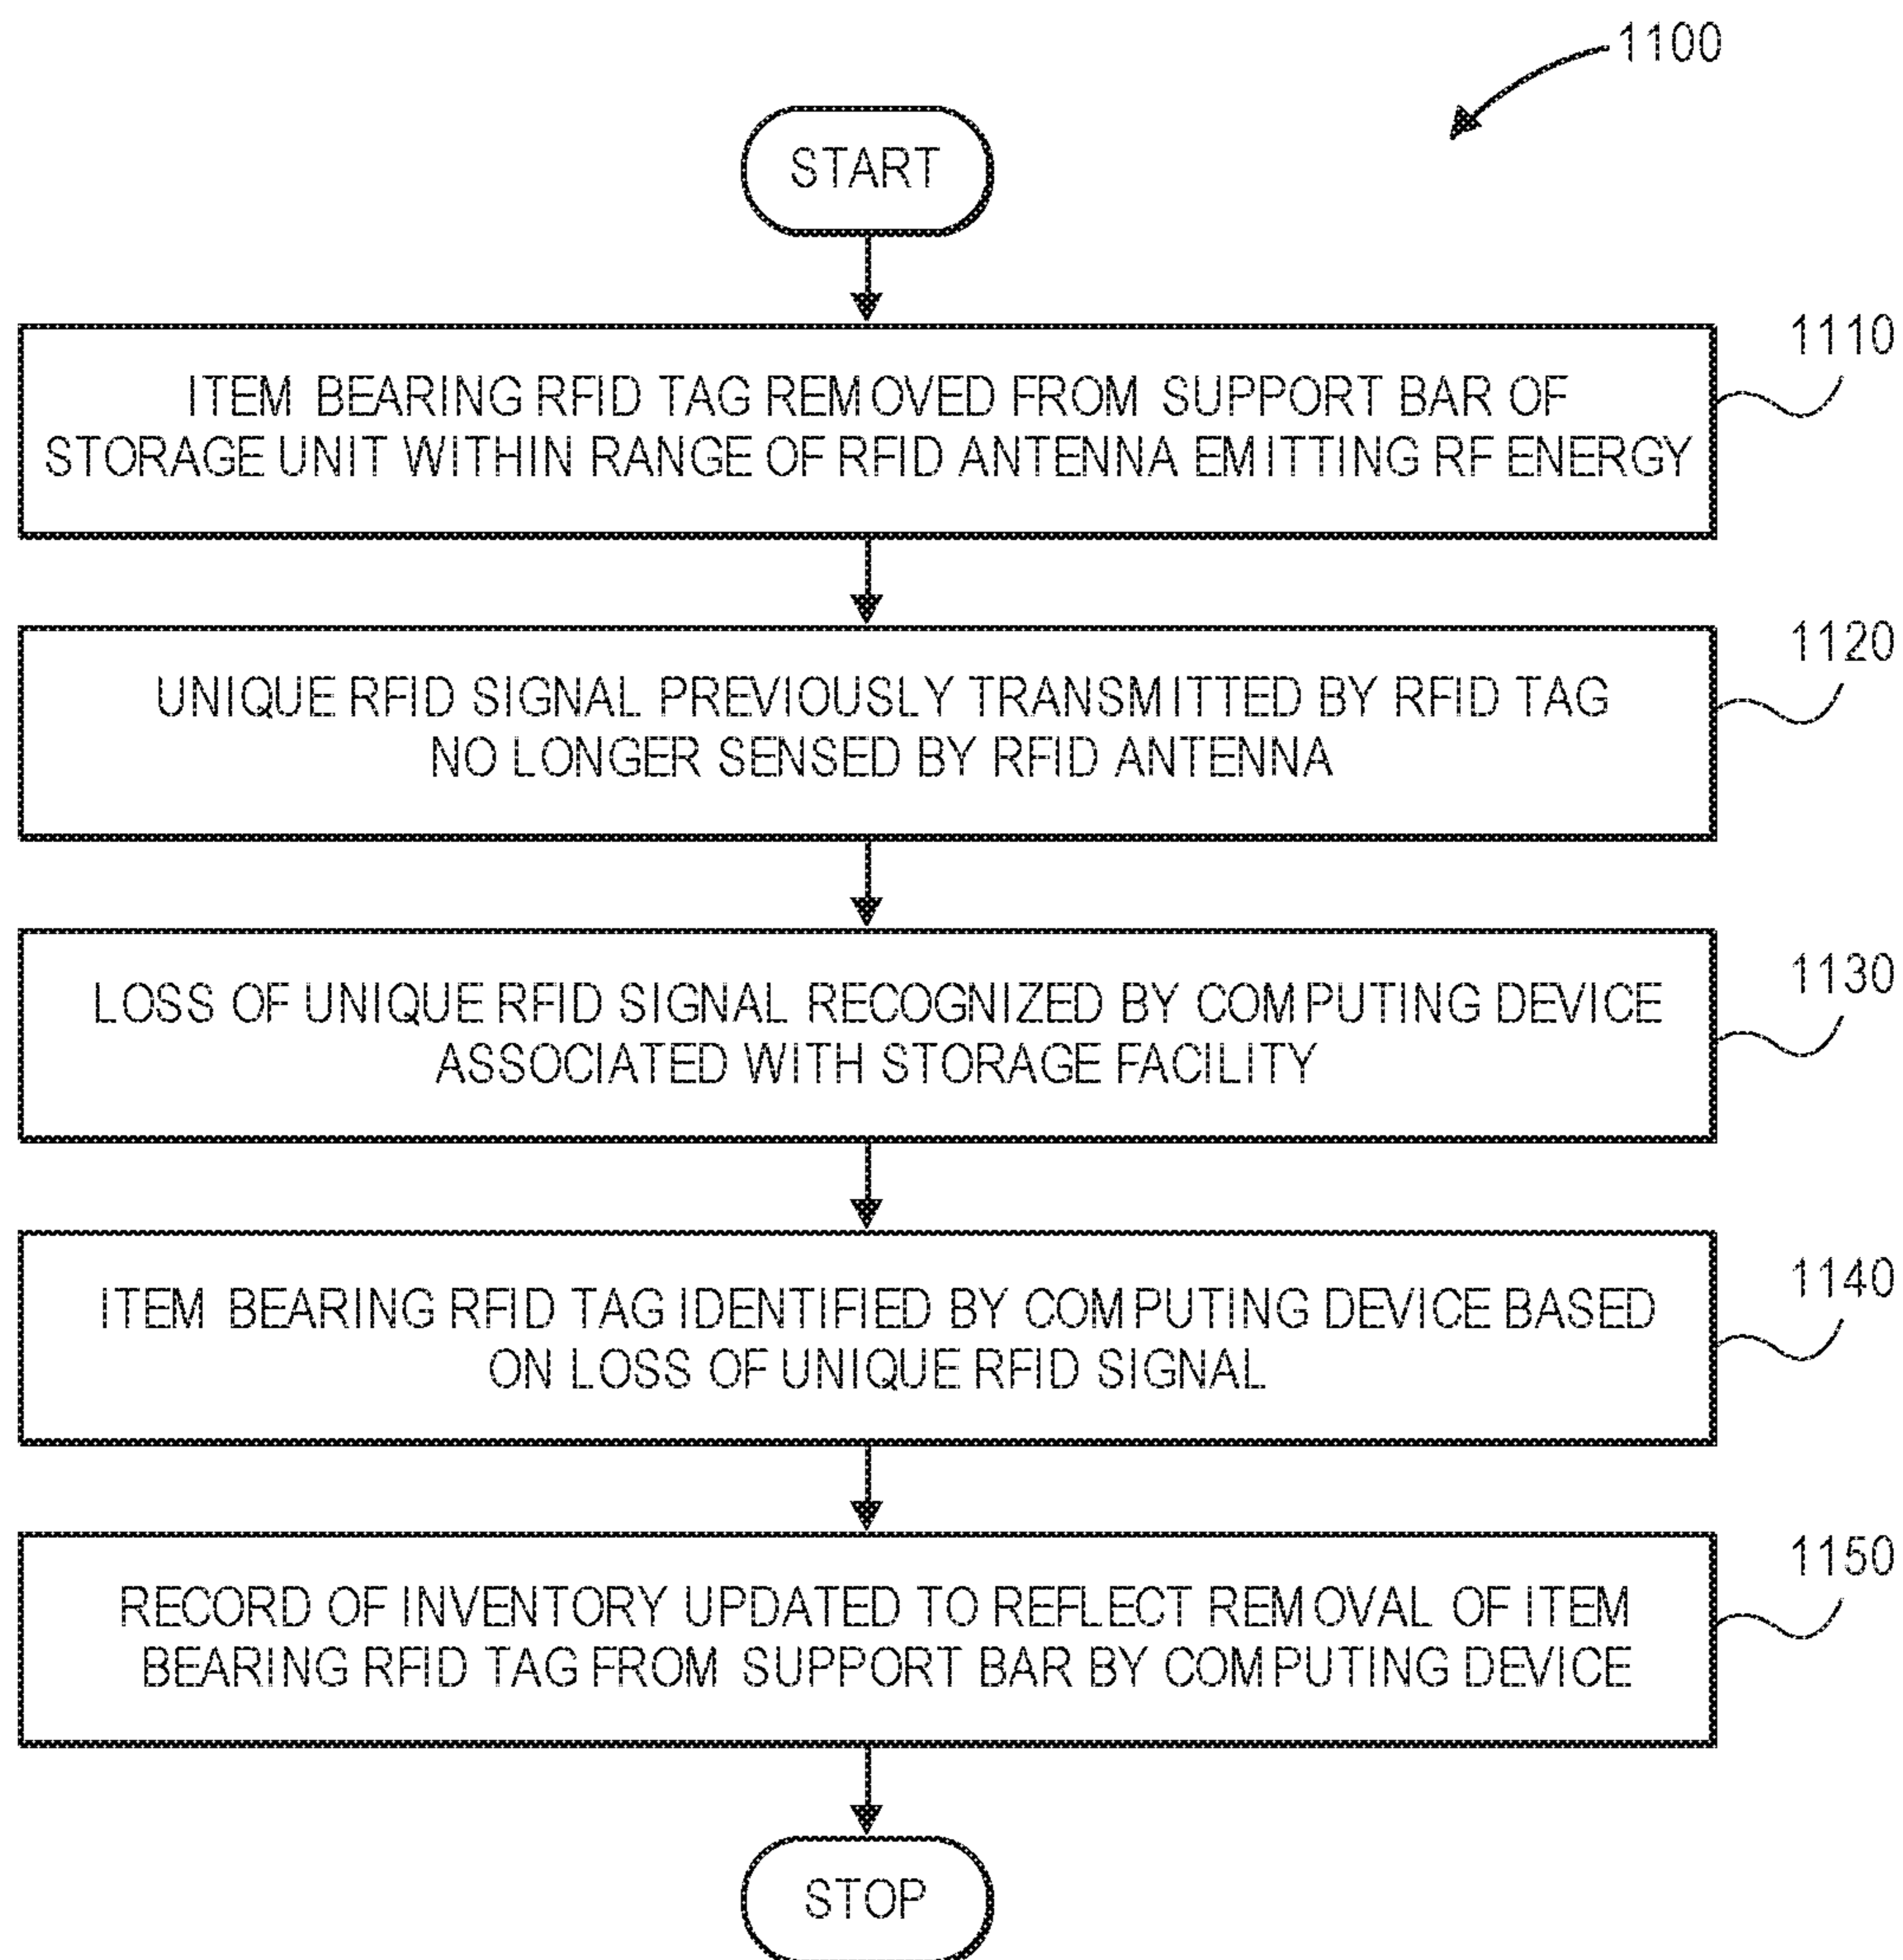 1100
START
1110
ITEM BEARING RFID TAG REMOVED FROM SUPPORT BAR OF
STORAGE UNIT WITHIN RANGE OF RFID ANTENNA EMITTING RF ENERGY
1120
UNIQUE RFID SIGNAL PREVIOUSLY TRANSMITTED BY RFID TAG
NO LONGER SENSED BY RFID ANTENNA
1130
LOSS OF UNIQUE RFID SIGNAL RECOGNIZED BY COMPUTING DEVICE
ASSOCIATED WITH STORAGE FACILITY
1140
ITEM BEARING RFID TAG IDENTIFIED BY COMPUTING DEVICE BASED
ON LOSS OF UNIQUE RFID SIGNAL
1150
RECORD OF INVENTORY UPDATED TO REFLECT REMOVAL OF ITEM
BEARING RFID TAG FROM SUPPORT BAR BY COMPUTING DEVICE
STOP